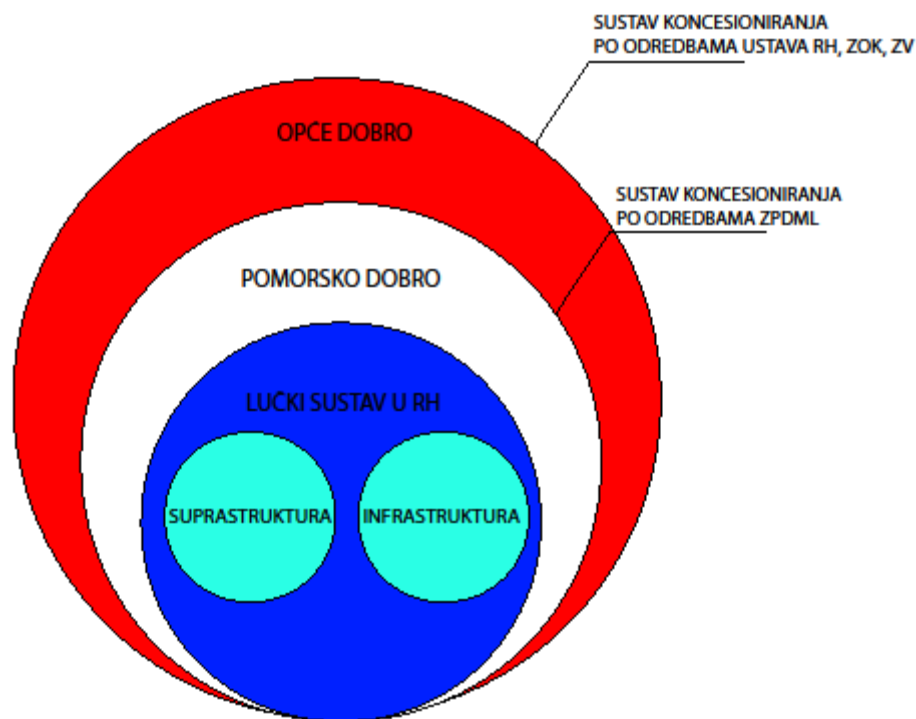 SUSTAV KONCESIONIRANJA
PO ODREDBAMA USTAVA RH, ZOK, ZV
OPĆE DOBRO
SUSTAV KONCESIONIRANJA
PO ODREDBAMA ZPDML
POMORSKO DOBRO
LUČKI SUSTAV U RH
SUPRASTRUKTURA
INFRASTRUKTURA